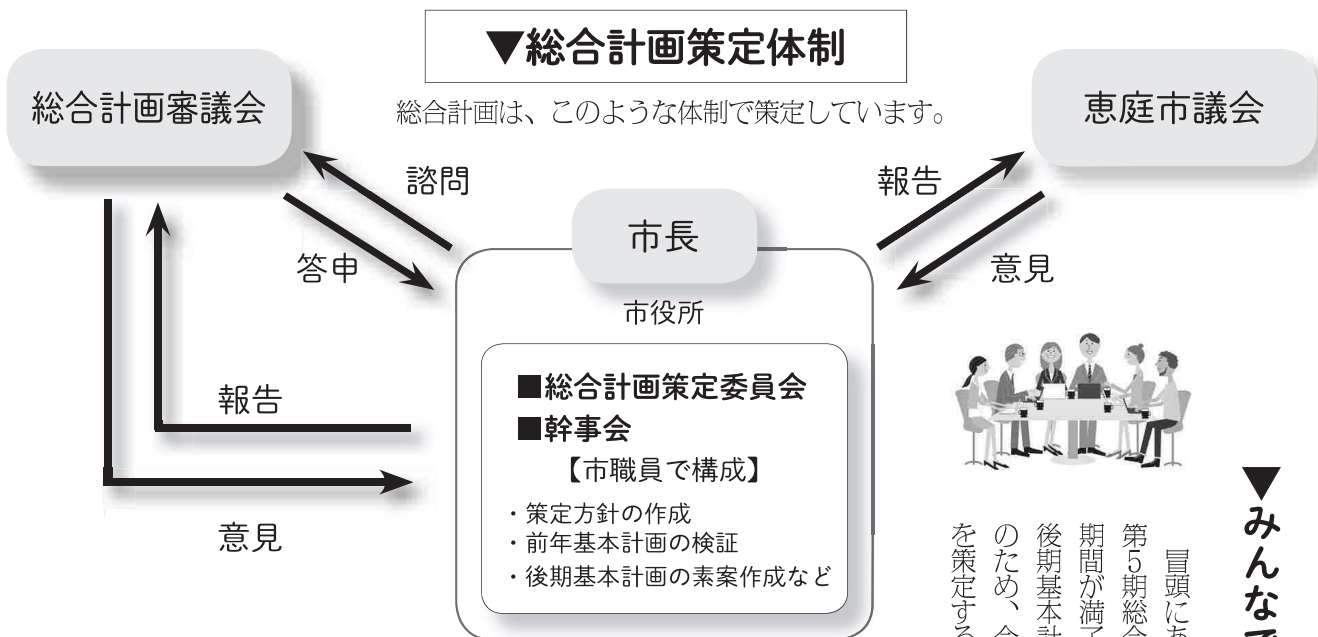 ▼総合計画策定体制
総合計画は、このような体制で策定しています。
総合計画審議会
恵庭市議会
諮問
答申
報告
意見
市長
市役所
■総合計画策定委員会
■幹事会
【市職員で構成】
・策定方針の作成
・前年基本計画の検証
・後期基本計画の素案作成など
報告
意見
▼みんなで
冒頭にあ
第5期総合
期間が満了
後期基本計
のため、今
を策定する